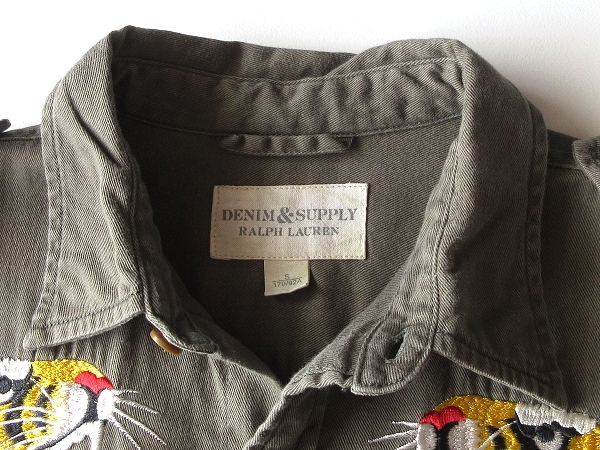 DENIM & SUPPLY
RALPH LAUREN
S
170/92A